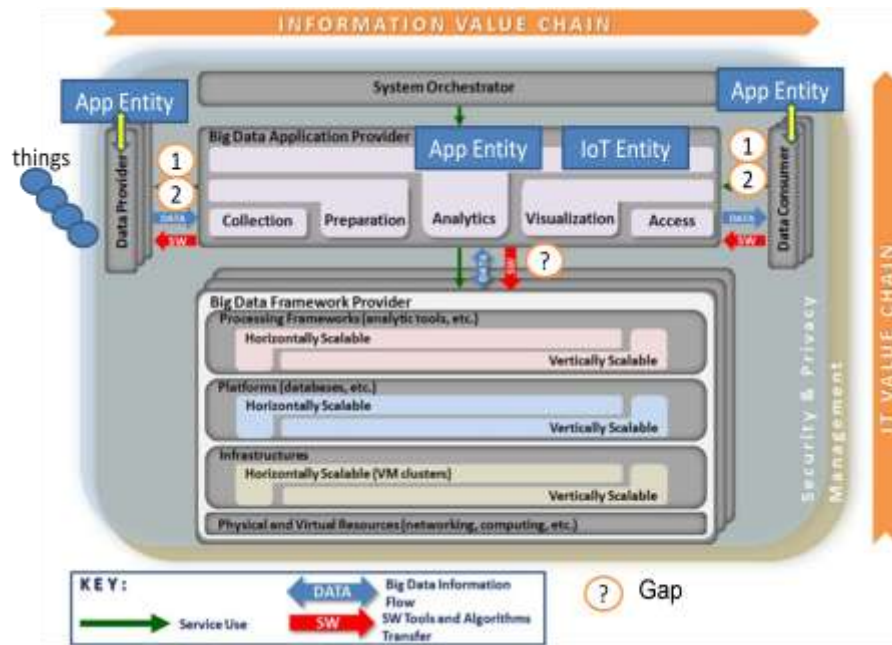 INFORMATION VALUE CHAIN
System Orchestrator
App Entity
App Entity
things
Data Provider
Big Data Application Provider
App Entity
IoT Entity
1
2
1
2
DATA
SW
Collection
Preparation
Analytics
Visualization
Access
DATA
SW
Data Consumer
DATA
SW
?
Big Data Framework Provider
Processing Frameworks (analytic tools, etc.)
Horizontally Scalable
Vertically Scalable
Platforms (databases, etc.)
Horizontally Scalable
Vertically Scalable
Infrastructures
Horizontally Scalable (VM clusters)
Vertically Scalable
Physical and Virtual Resources (networking, computing, etc.)
Security & Privacy
Management
IT VALUE CHAIN
KEY:
Service Use
DATA
Big Data Information
Flow
SW
SW Tools and Algorithms
Transfer
?
Gap